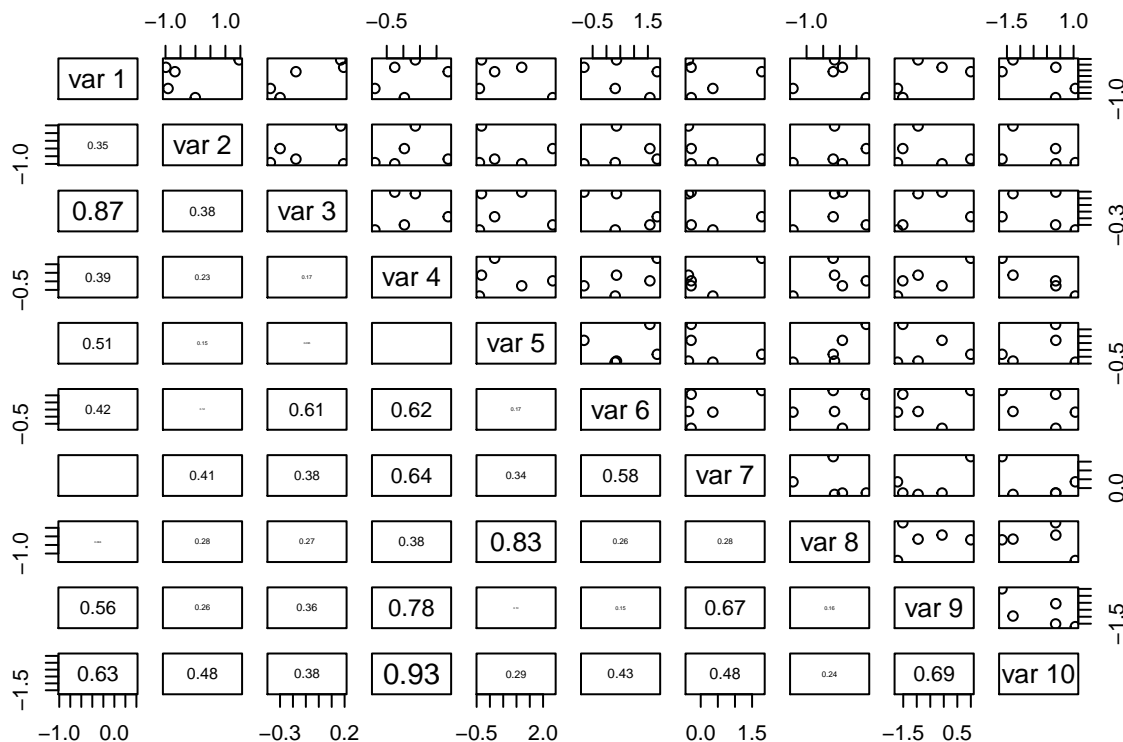 −1.0 1.0 −0.5 −0.5 1.5 −1.0 −1.5 1.0
var 1 −1.0
−1.0 0.35 var 2
0.87 0.38 var 3 −0.3
−0.5 0.39 0.23 0.17 var 4
0.51 0.15 var 5 −0.5
−0.5 0.42 0.61 0.62 0.17 var 6
0.41 0.38 0.64 0.34 0.58 var 7 0.0
−1.0 0.28 0.27 0.38 0.83 0.26 0.28 var 8
0.56 0.26 0.36 0.78 0.15 0.67 0.16 var 9 −1.5
−1.5 0.63 0.48 0.38 0.93 0.29 0.43 0.48 0.24 0.69 var 10
−1.0 0.0 −0.3 0.2 −0.5 2.0 0.0 1.5 −1.5 0.5